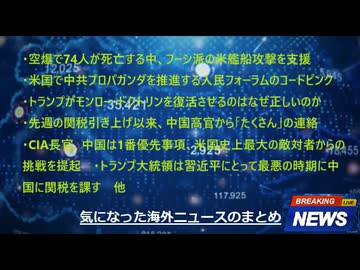 ・空爆で74人が死亡する中、フーシ派の米艦船攻撃を支援
・米国で中共プロパガンダを推進する人民フォーラムのコードピンク
・トランプがモンロー・ドクトリンを復活させるのはなぜ正しいのか
・先週の関税引き上げ以来、中国高官から「たくさん」の連絡
・CIA長官、中国は1番優先事項：米国史上最大の敵対者からの
挑戦を提起　・トランプ大統領は習近平にとって最悪の時期に中
国に関税を課す　他
気になった海外ニュースのまとめ
BREAKING LIVE
NEWS
12,025
117,925